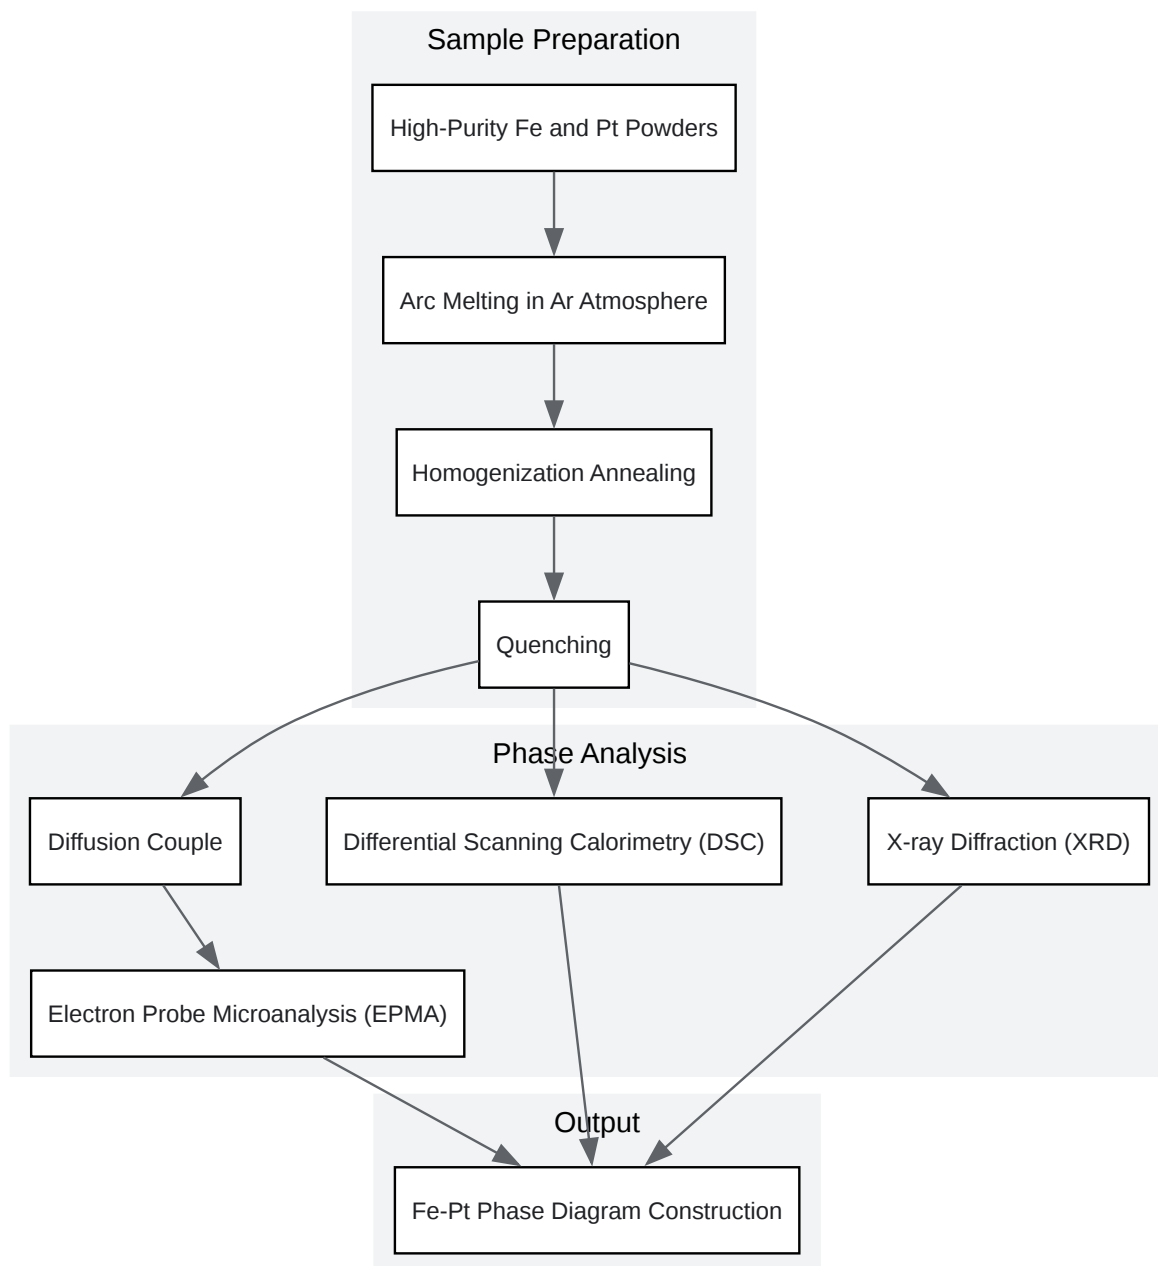 Sample Preparation
High-Purity Fe and Pt Powders
Arc Melting in Ar Atmosphere
Homogenization Annealing
Quenching
Phase Analysis
Diffusion Couple
Differential Scanning Calorimetry (DSC)
X-ray Diffraction (XRD)
Electron Probe Microanalysis (EPMA)
Output
Fe-Pt Phase Diagram Construction